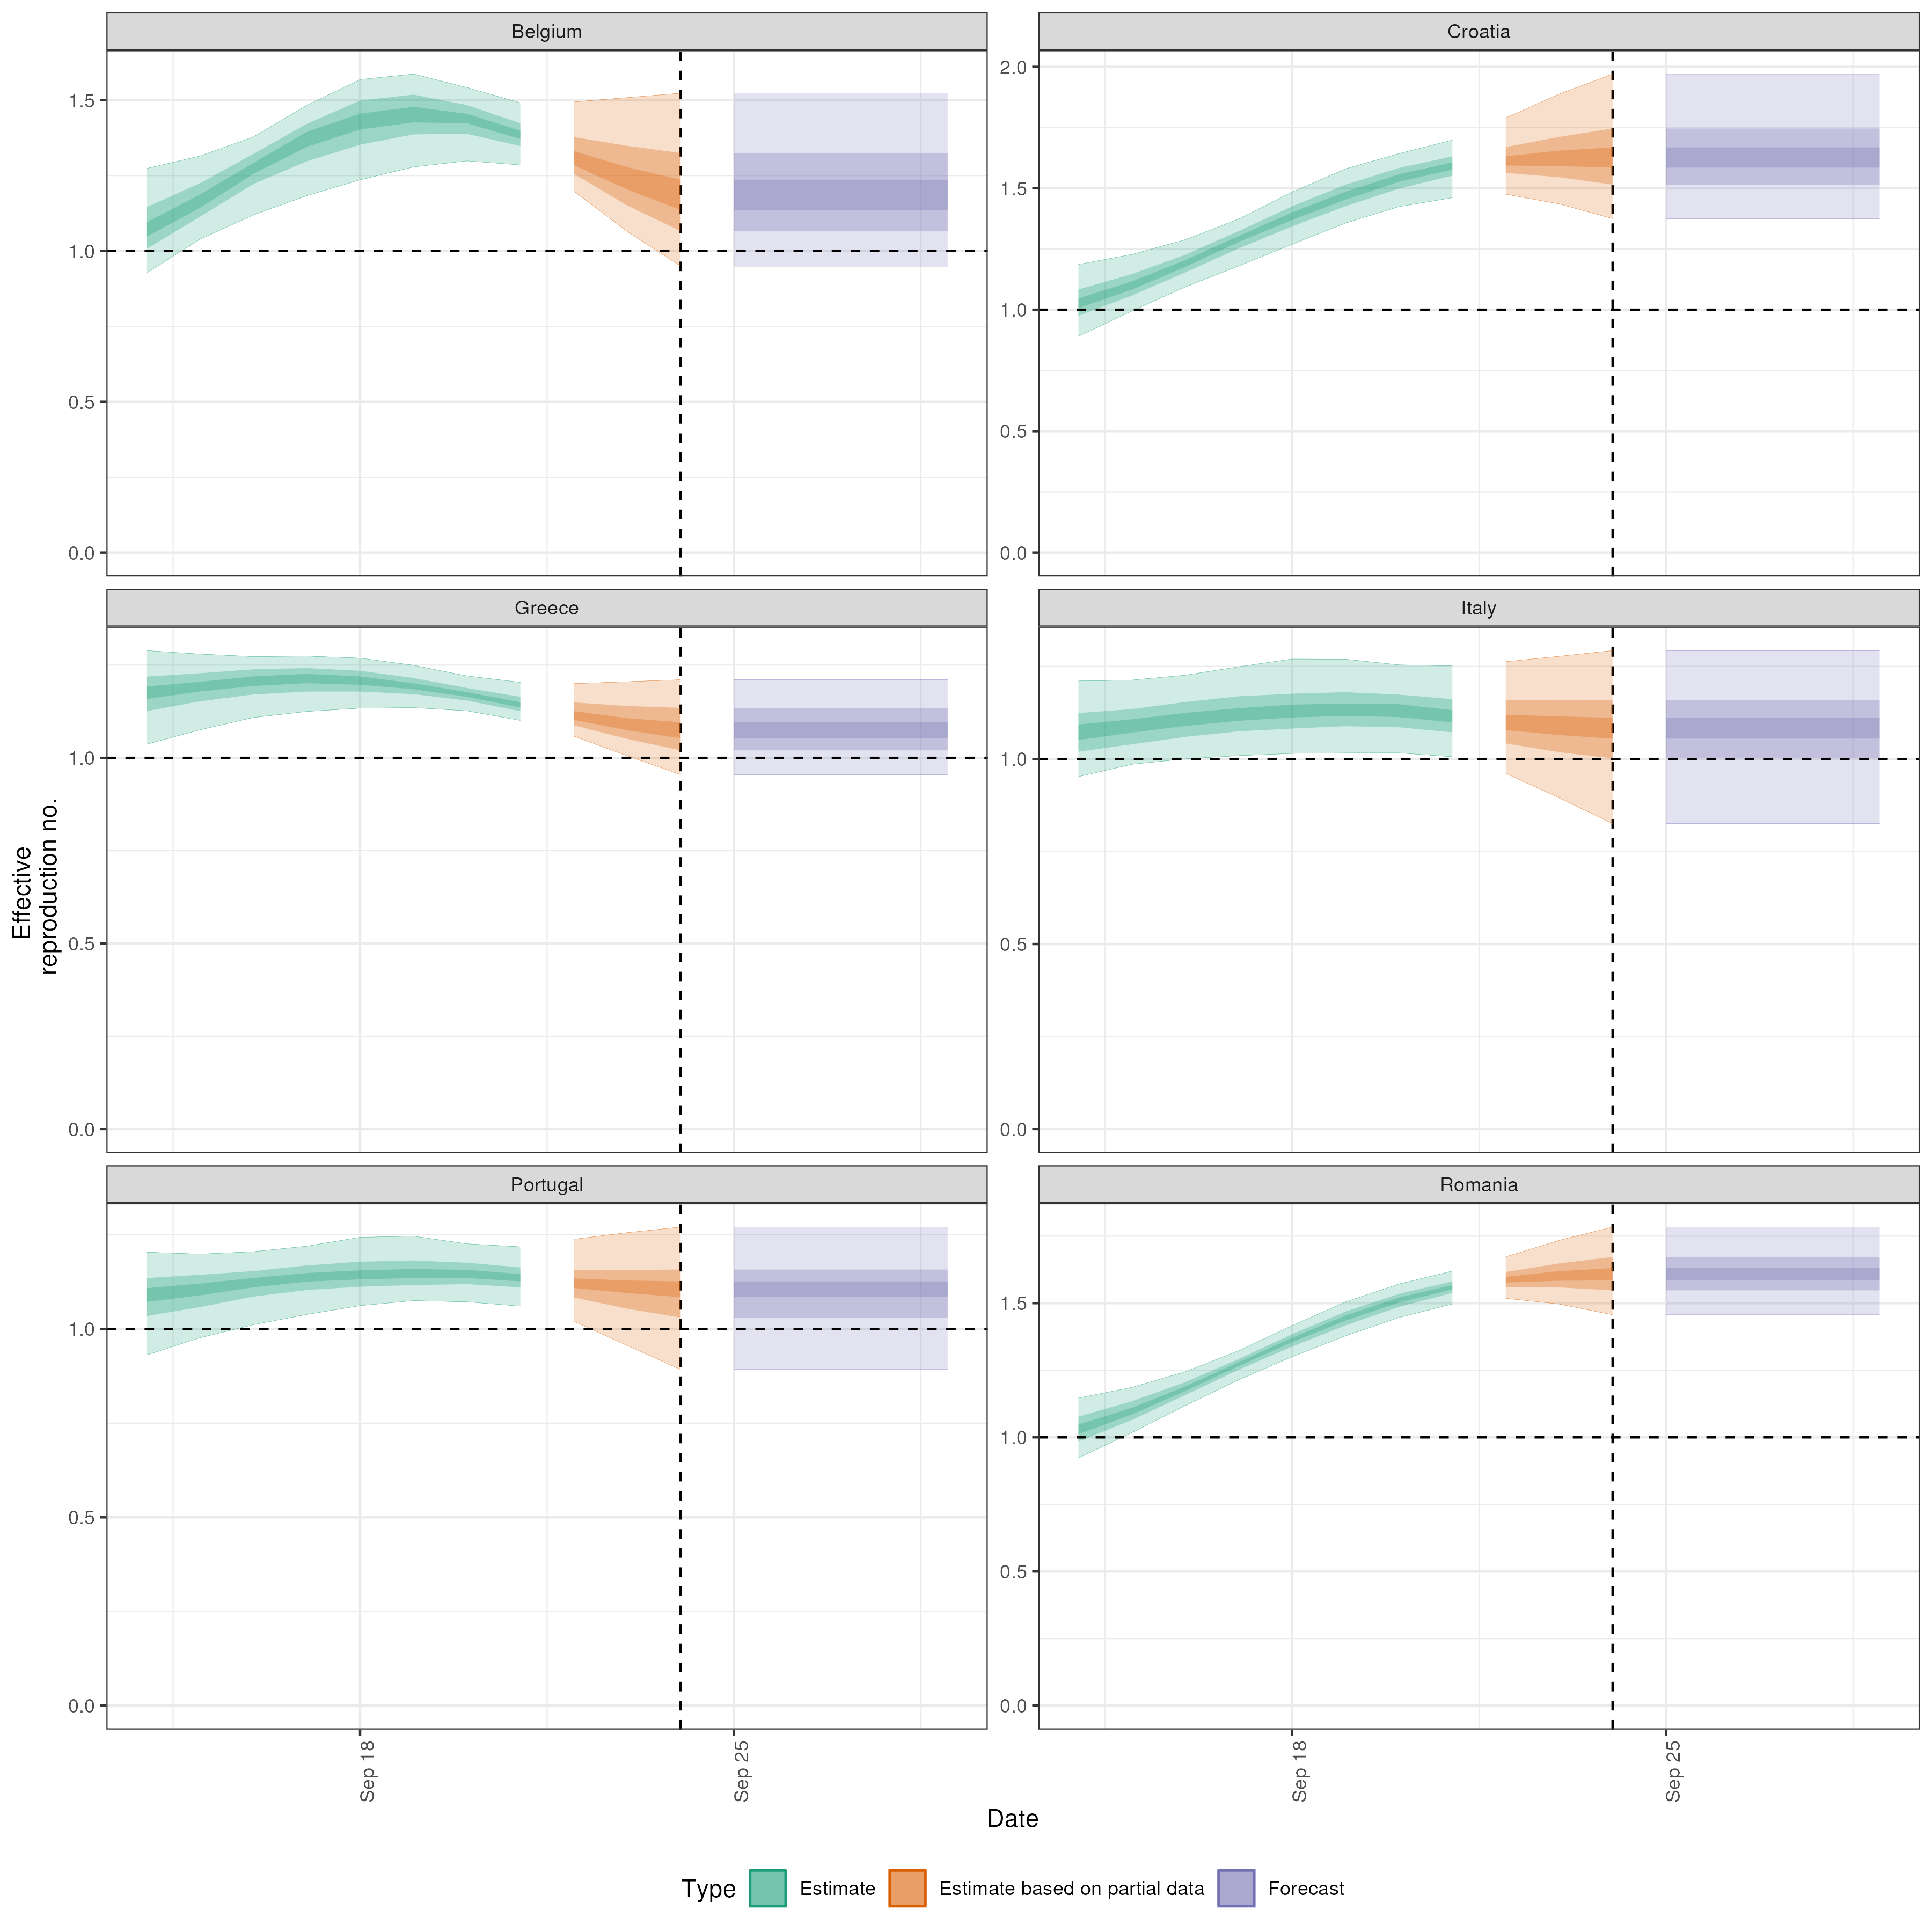 Belgium
Croatia
1.5
1.0
0.5
0.0
2.0
1.5
1.0
0.5
0.0
Greece
Italy
1.0
0.5
0.0
1.0
0.5
0.0
Portugal
Romania
1.0
0.5
0.0
1.5
1.0
0.5
0.0
Effective
reproduction no.
Sep 18
Sep 25
Sep 18
Sep 25
Date
Type
Estimate
Estimate based on partial data
Forecast